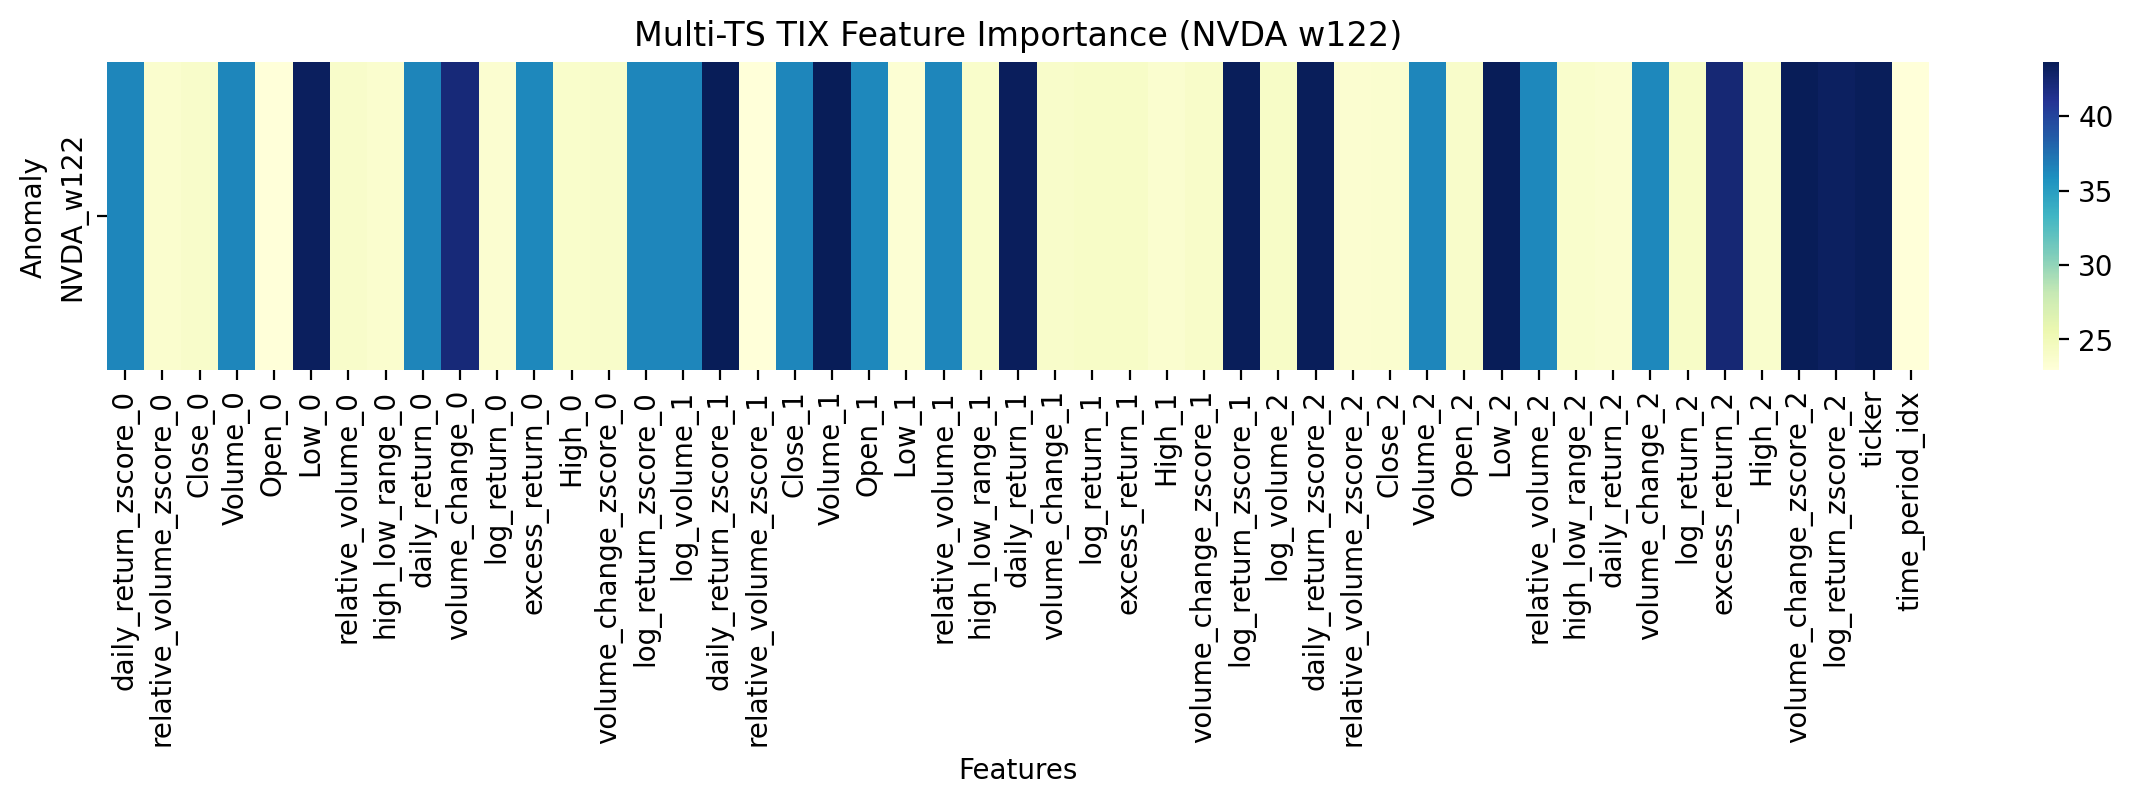 Multi-TS TIX Feature Importance (NVDA w122)
Anomaly
NVDA_w122
40
35
30
25
daily_return_zscore_0
relative_volume_zscore_0
Close_0
Volume_0
Open_0
Low_0
relative_volume_0
high_low_range_0
daily_return_0
volume_change_0
log_return_0
excess_return_0
High_0
volume_change_zscore_0
log_return_zscore_0
log_volume_1
daily_return_zscore_1
relative_volume_zscore_1
Close_1
Volume_1
Open_1
Low_1
relative_volume_1
high_low_range_1
daily_return_1
volume_change_1
log_return_1
excess_return_1
High_1
volume_change_zscore_1
log_return_zscore_1
log_volume_2
daily_return_zscore_2
relative_volume_zscore_2
Close_2
Volume_2
Open_2
Low_2
relative_volume_2
high_low_range_2
daily_return_2
volume_change_2
log_return_2
excess_return_2
High_2
volume_change_zscore_2
log_return_zscore_2
ticker
time_period_idx
Features